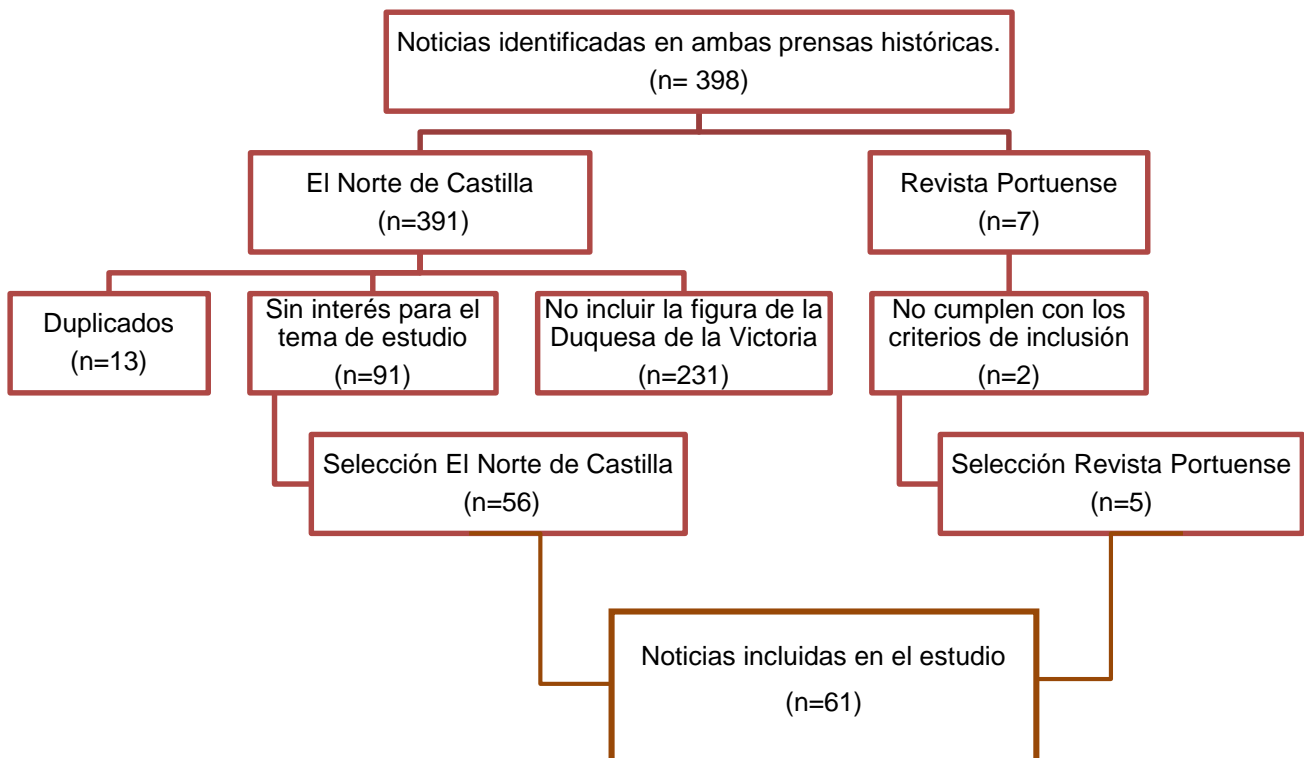 Noticias identificadas en ambas prensas históricas.
(n= 398)
El Norte de Castilla
(n=391)
Revista Portuense
(n=7)
Duplicados
(n=13)
Sin interés para el
tema de estudio
(n=91)
No incluir la figura de la
Duquesa de la Victoria
(n=231)
No cumplen con los
criterios de inclusión
(n=2)
Selección El Norte de Castilla
(n=56)
Selección Revista Portuense
(n=5)
Noticias incluidas en el estudio
(n=61)